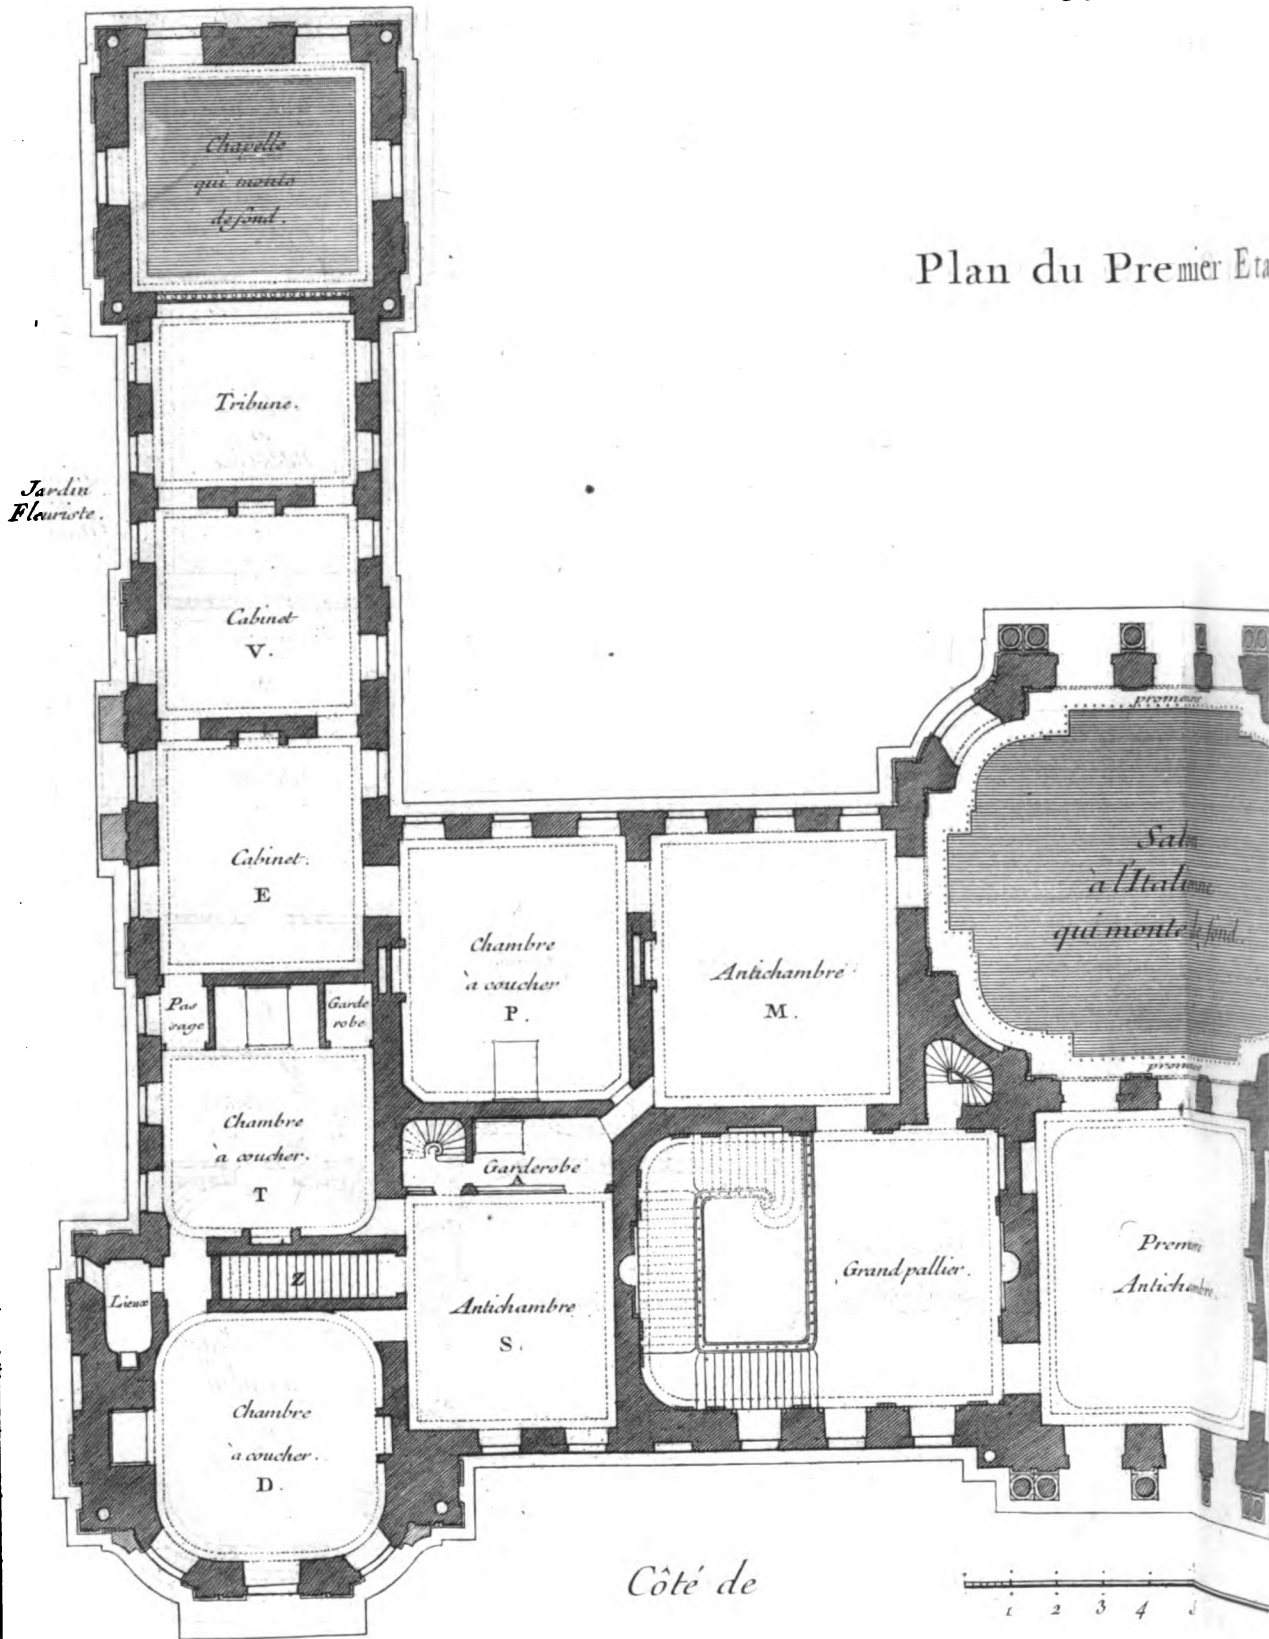 Chapelle
qui monte
de fond.
Plan du Premier Eta
Tribune.
Jardin
Fleuriste.
Cabinet
V.
promen
Cabinet.
E
Salon
à l'Italienne
qui monte de fond.
Chambre
à coucher
P.
Antichambre
M.
Pas
sage
Garde
robe
promen
Chambre
à coucher.
T
Garderobe
A
Premiere
Antichambre.
Grand pallier.
Z
Lieux
Antichambre
S.
Chambre
à coucher.
D.
Côté de
1 2 3 4